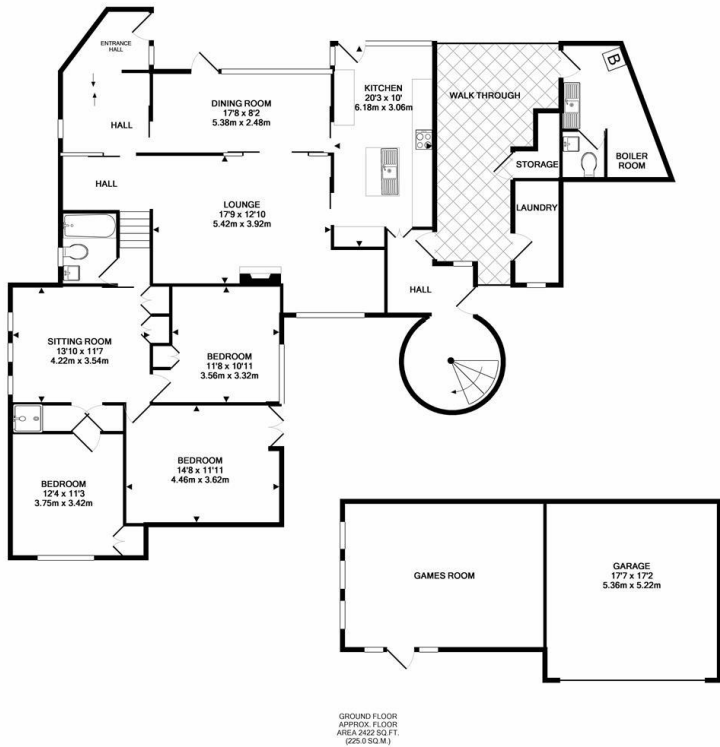 ENTRANCE
HALL
DINING ROOM
17'8 x 8'2
5.38m x 2.48m
KITCHEN
20'3 x 10'
6.18m x 3.06m
WALK THROUGH
B
HALL
STORAGE
BOILER
ROOM
HALL
LOUNGE
17'9 x 12'10
5.42m x 3.92m
LAUNDRY
HALL
SITTING ROOM
13'10 x 11'7
4.22m x 3.54m
BEDROOM
11'8 x 10'11
3.56m x 3.32m
BEDROOM
14'8 x 11'11
4.46m x 3.62m
BEDROOM
12'4 x 11'3
3.75m x 3.42m
GAMES ROOM
GARAGE
17'7 x 17'2
5.36m x 5.22m
GROUND FLOOR
APPROX. FLOOR
AREA 2422 SQ.FT.
(225.0 SQ.M.)